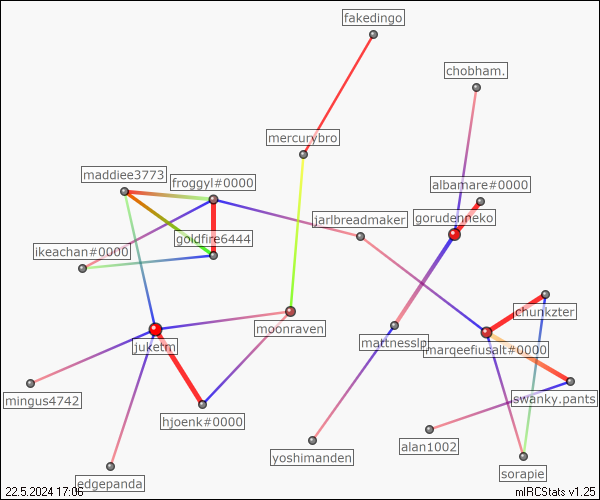 fakedingo
chobham.
mercurybro
maddiee3773
froggyl#0000
albamare#0000
jarlbreadmaker
gorudenneko
goldfire6444
ikeachan#0000
chunkzter
moonraven
mattnesslp
marqeefiusalt#0000
juketm
swanky.pants
mingus4742
hjoenk#0000
alan1002
yoshimanden
sorapie
edgepanda
22.5.2024 17:06
mIRCStats v1.25